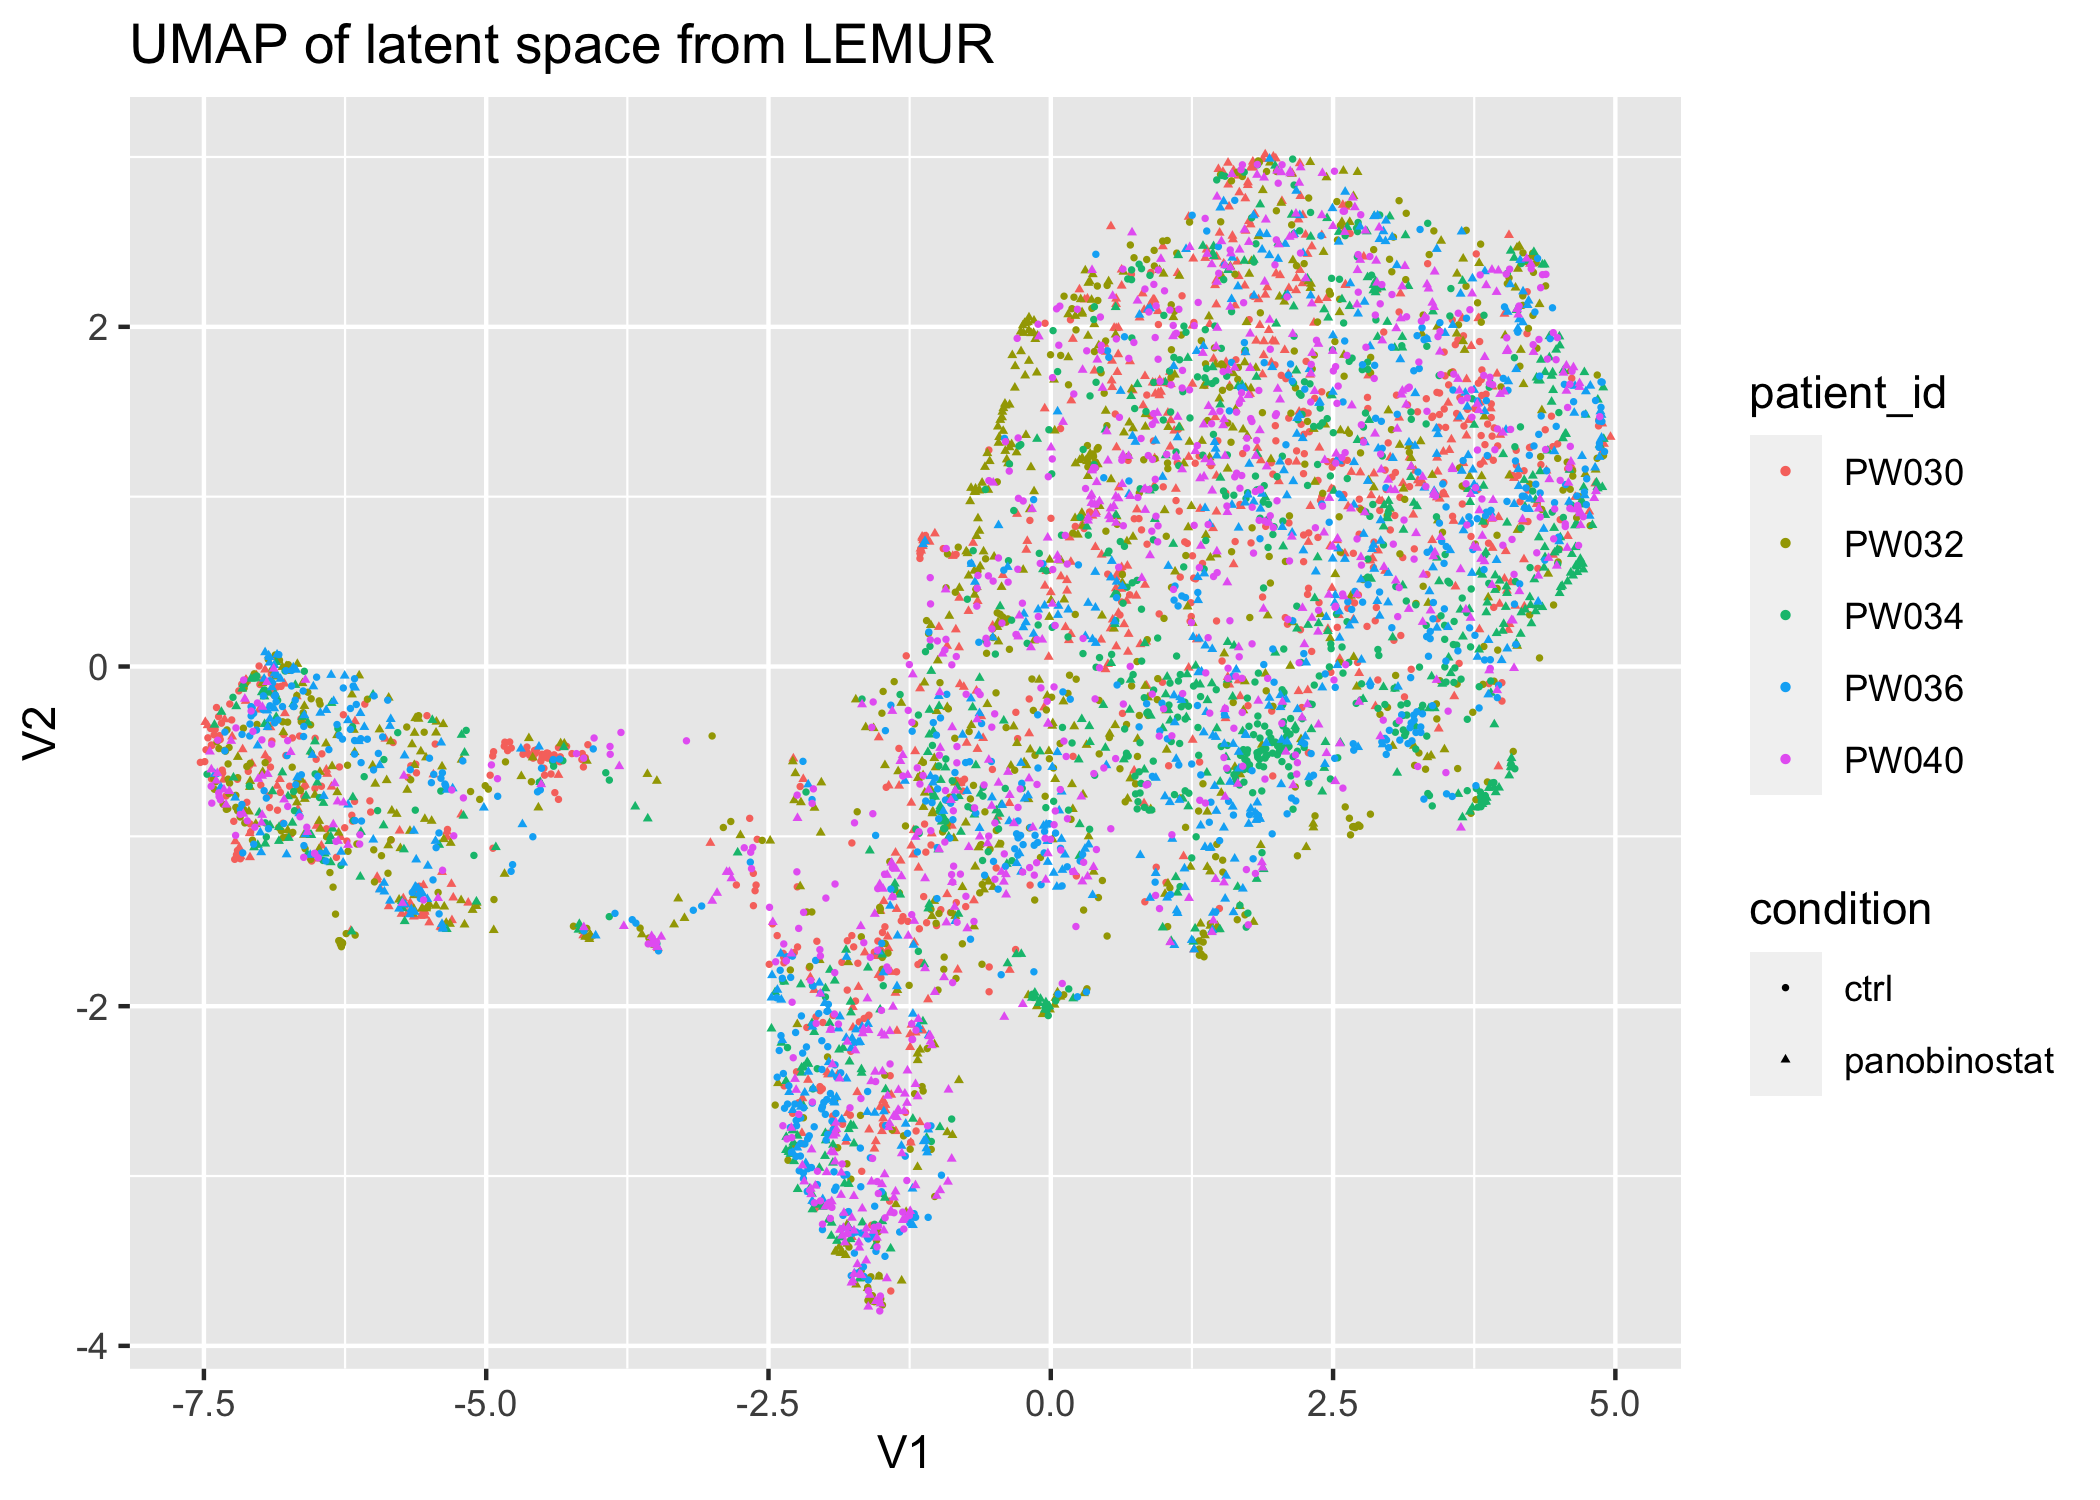 UMAP of latent space from LEMUR
V2
2
0
-2
-4
-7.5
-5.0
-2.5
0.0
2.5
5.0
V1
patient_id
PW030
PW032
PW034
PW036
PW040
condition
ctrl
panobinostat